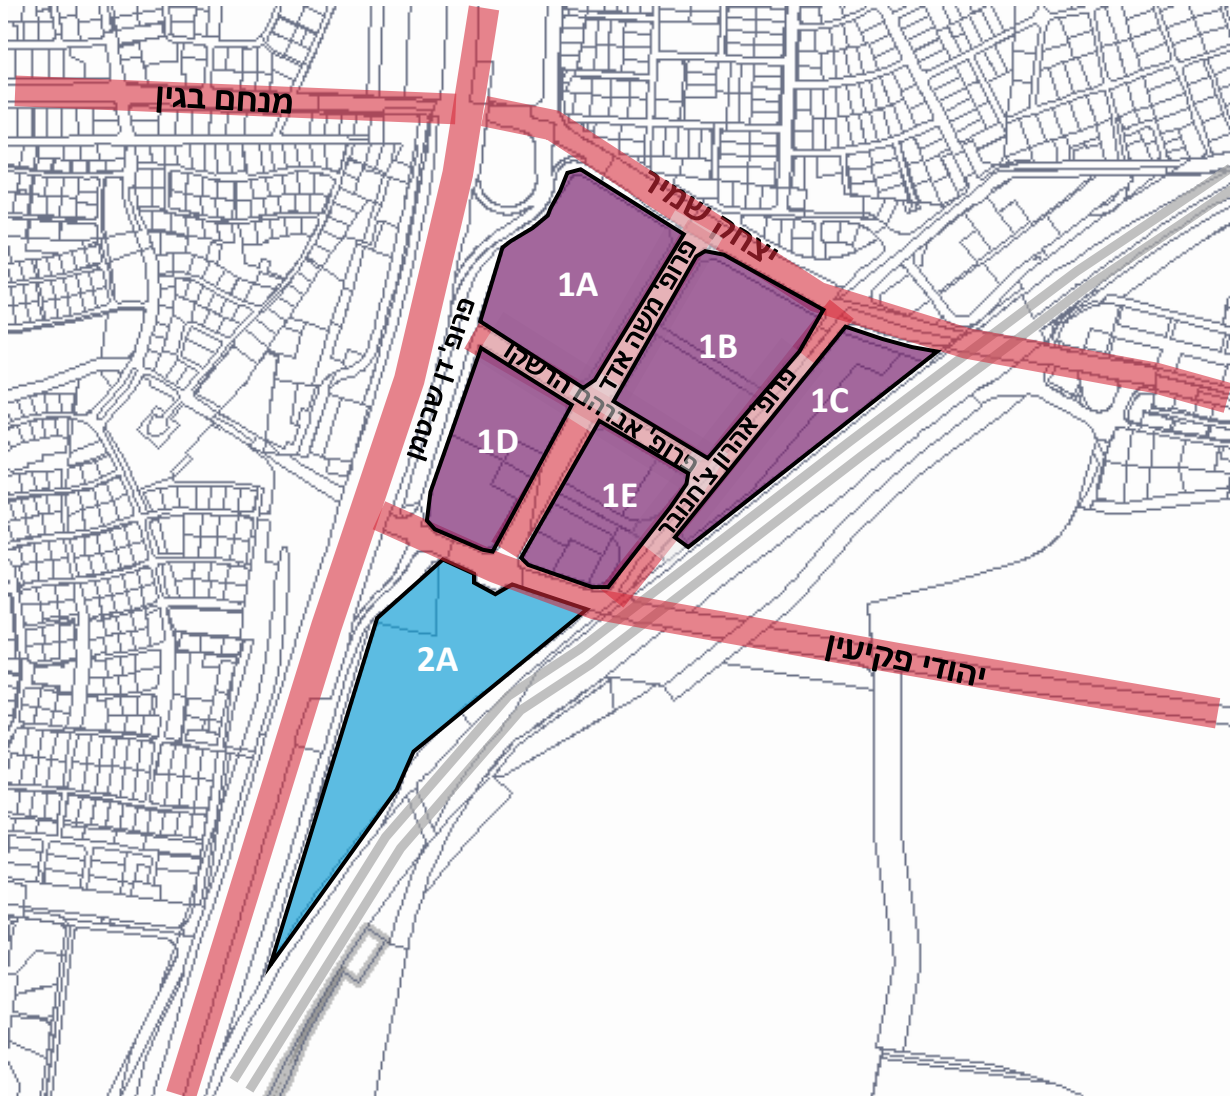 מנחם בגין
יצחק שמיר
פרופ' משה ארד
1A
1B
פרופ' דן שכטמן
פרופ' אברהם הרשקו
1C
פרופ' אהרון צ'חנובר
1D
1E
יהודי פקיעין
2A